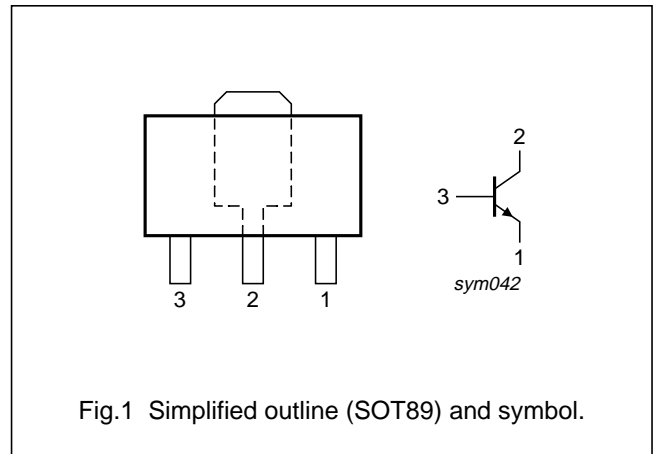 2
3
1
sym042
3 2 1
Fig.1 Simplified outline (SOT89) and symbol.